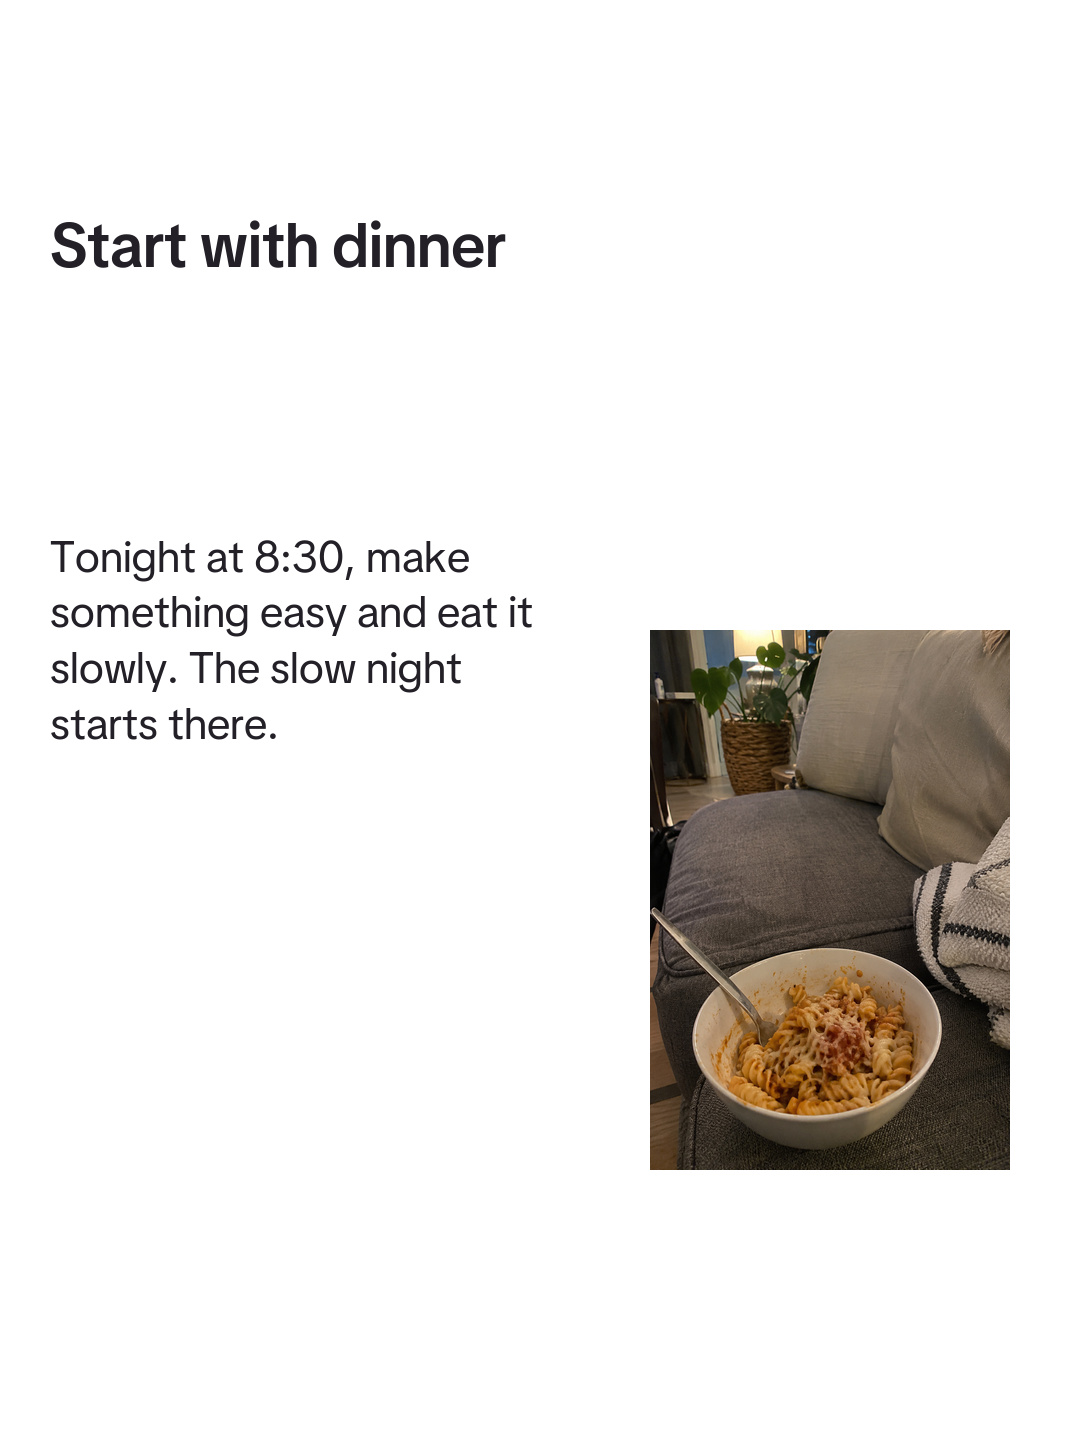 Start with dinner
Tonight at 8:30, make
something easy and eat it
slowly. The slow night
starts there.